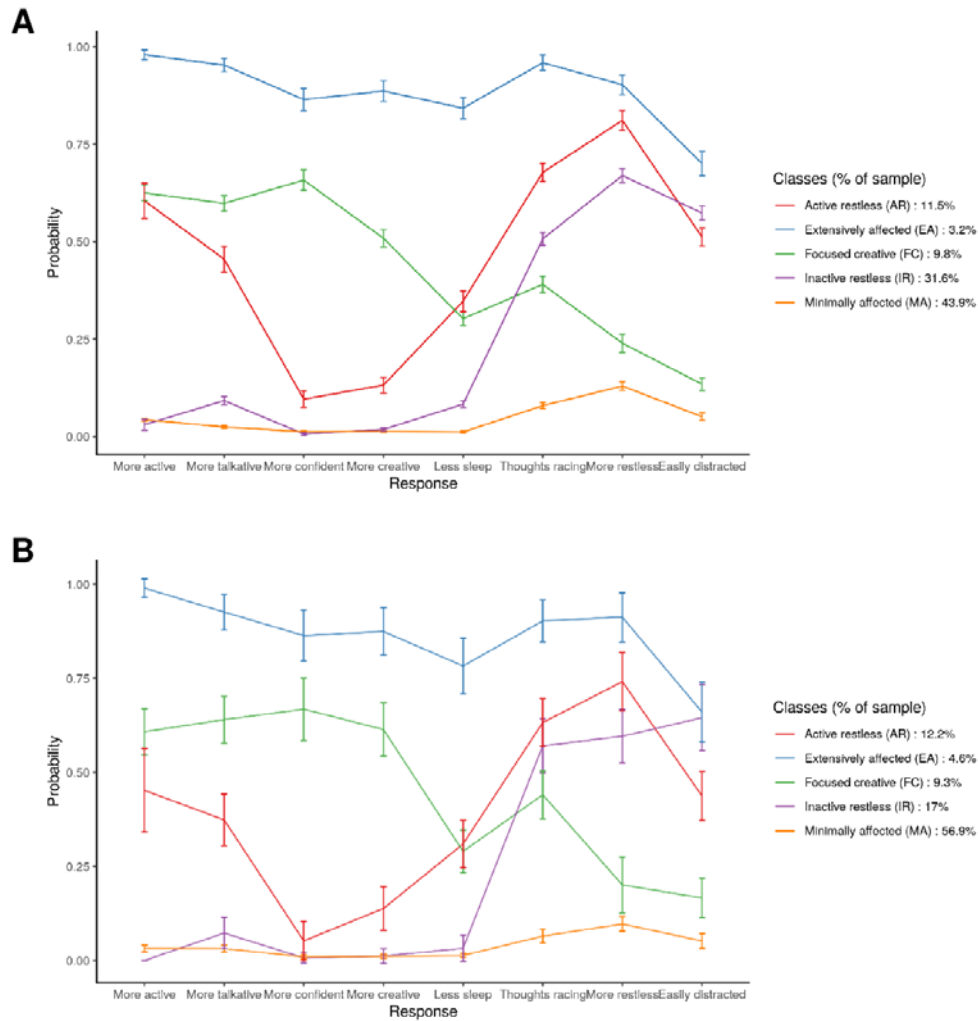 A
1.00
0.75
0.50
0.25
0.00
Probability
More active More talkative More confident More creative Less sleep Thoughts racing More restless Easily distracted
Response
Classes (% of sample)
Active restless (AR) : 11.5%
Extensively affected (EA) : 3.2%
Focused creative (FC) : 9.8%
Inactive restless (IR) : 31.6%
Minimally affected (MA) : 43.9%
B
1.00
0.75
0.50
0.25
0.00
Probability
More active More talkative More confident More creative Less sleep Thoughts racing More restless Easily distracted
Response
Classes (% of sample)
Active restless (AR) : 12.2%
Extensively affected (EA) : 4.6%
Focused creative (FC) : 9.3%
Inactive restless (IR) : 17%
Minimally affected (MA) : 56.9%